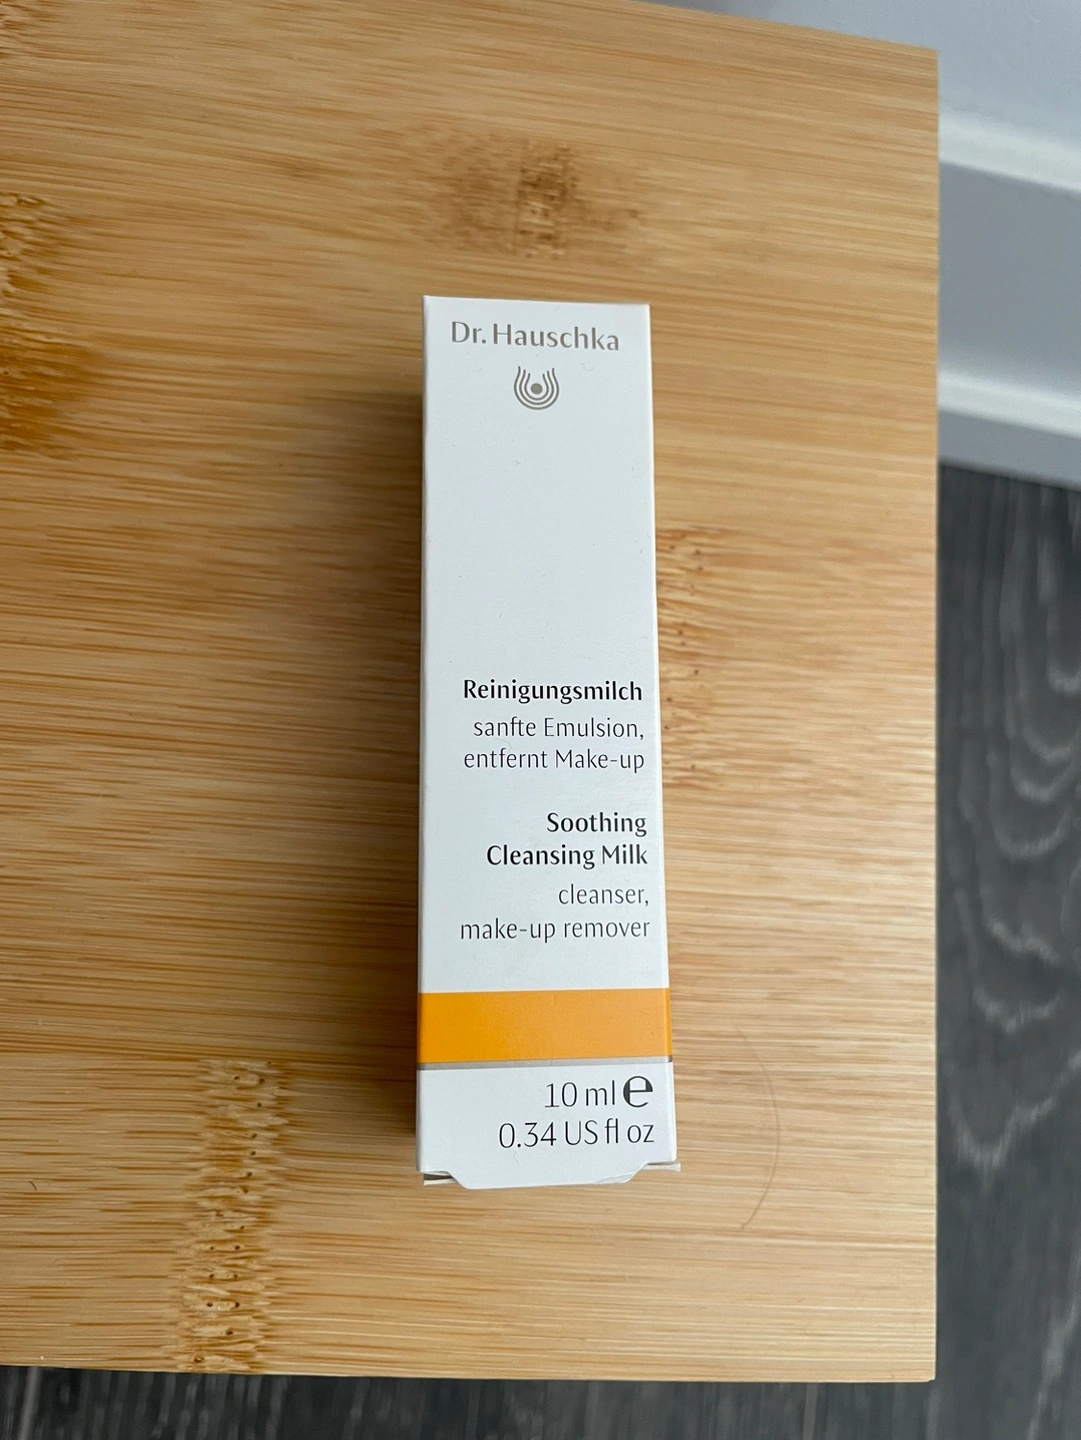 Dr. Hauschka
Reinigungsmilch
sanfte Emulsion,
entfernt Make-up
Soothing
Cleansing Milk
cleanser,
make-up remover
10 ml ℮
0.34 US fl oz